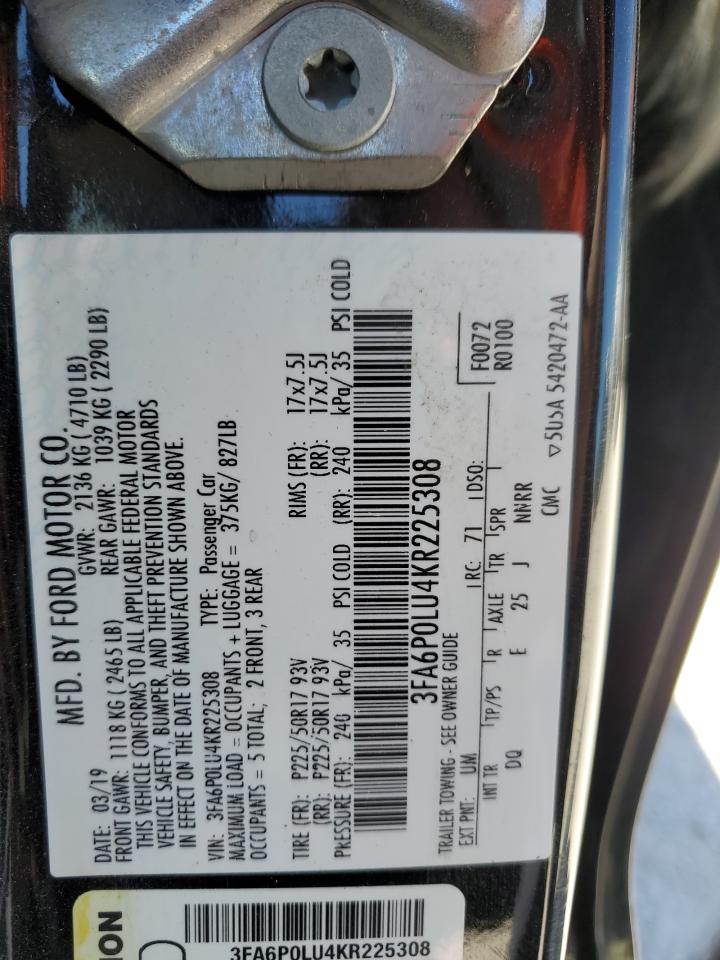 MFD. BY FORD MOTOR CO.
DATE: 03/19 GVWR: 2136 KG ( 4710 LB)
FRONT GAWR: 1118 KG ( 2465 LB) REAR GAWR: 1039 KG ( 2290 LB)
THIS VEHICLE CONFORMS TO ALL APPLICABLE FEDERAL MOTOR
VEHICLE SAFETY, BUMPER, AND THEFT PREVENTION STANDARDS
IN EFFECT ON THE DATE OF MANUFACTURE SHOWN ABOVE.
VIN: 3FA6P0LU4KR225308 TYPE: Passenger Car
MAXIMUM LOAD = OCCUPANTS + LUGGAGE = 375KG/ 827LB
OCCUPANTS = 5 TOTAL; 2 FRONT, 3 REAR
TIRE (FR): P225/50R17 93V RIMS (FR): 17x7.5J
(RR): P225/50R17 93V (RR): 17x7.5J
PRESSURE (FR): 240 kPa/ 35 PSI COLD (RR): 240 kPa/ 35 PSI COLD
3FA6P0LU4KR225308
TRAILER TOWING - SEE OWNER GUIDE F0072
EXT PNT: UM RC: 71 DSO: R0100
INT TR TP/PS R AXLE TR SPR
DQ E 25 J NNRR
CMC ▽5U5A 5420472-AA
ION
3FA6P0LU4KR225308